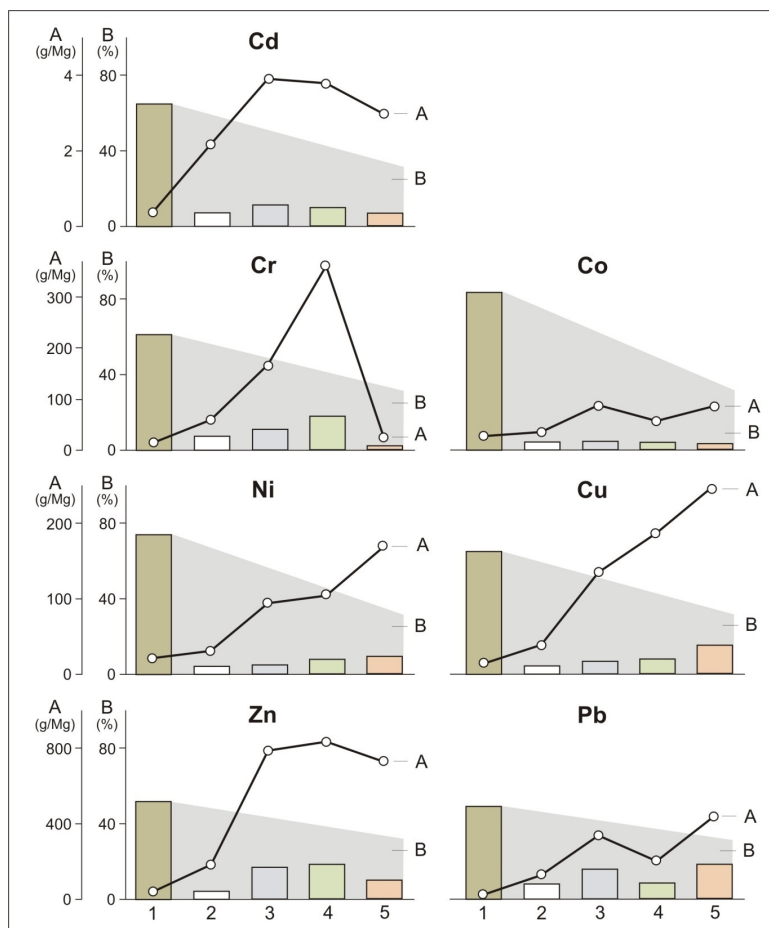 A B Cd
(g/Mg) (%)
4 80
A
2 40
B
0 0
A B Cr Co
(g/Mg) (%)
300 80
200
40
B A
100
A B
0 0
A B Ni Cu
(g/Mg) (%)
A
200 80
A
100 40
B B
0 0
A B Zn Pb
(g/Mg) (%)
800 80
A
A
400 40
B B
0 0
1 2 3 4 5 1 2 3 4 5